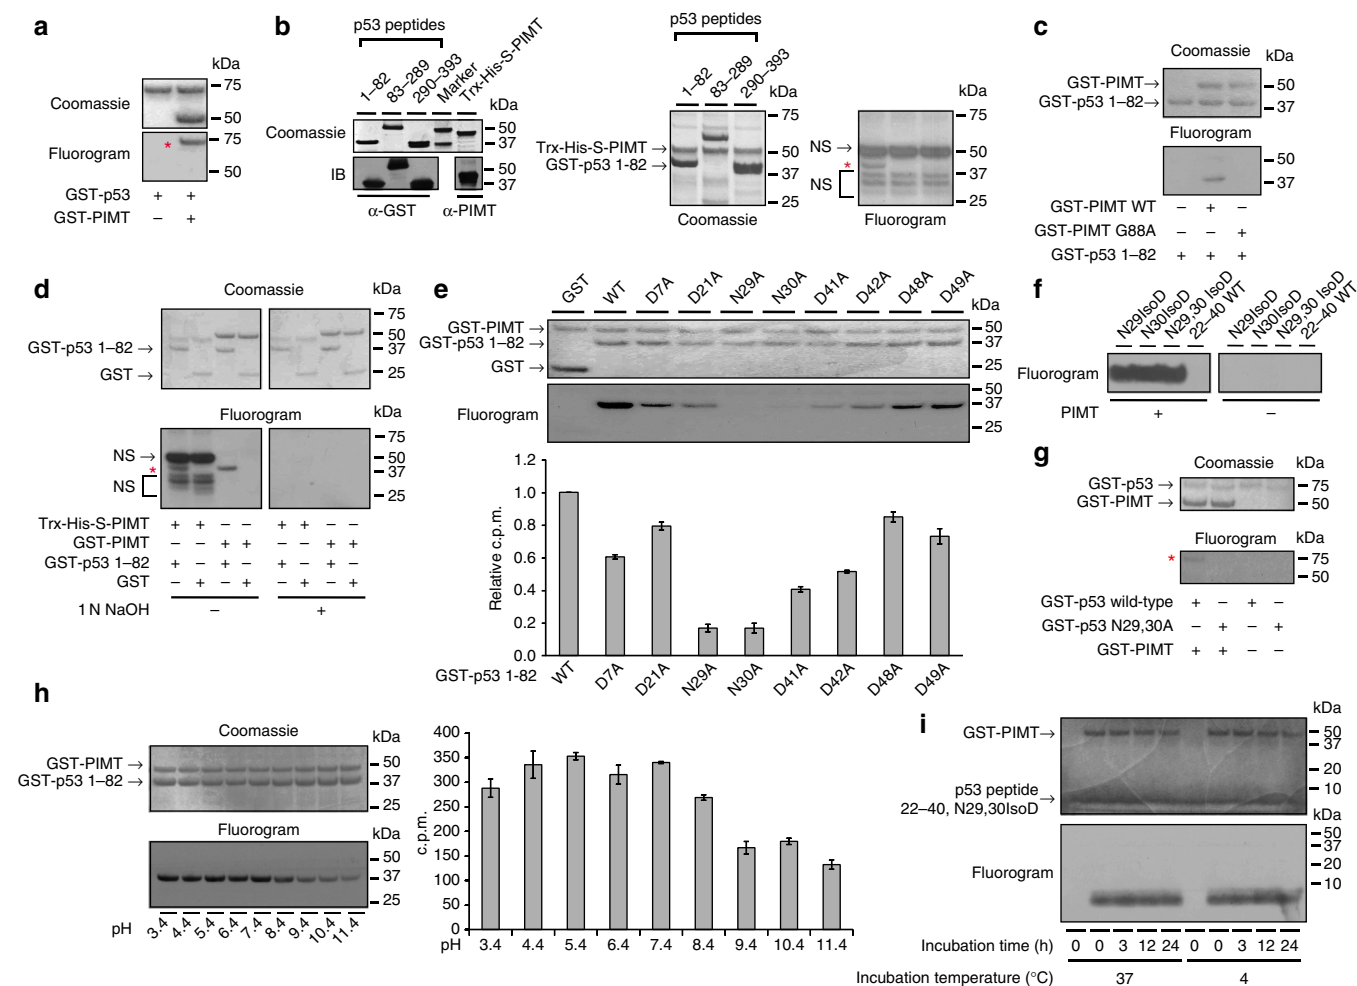 a
kDa
Coomassie
75
50
Fluorogram
*
75
50
GST-p53 + +
GST-PIMT – +
b
p53 peptides
1–82
83–289
290–393
Marker
Trx-His-S-PIMT
kDa
Coomassie
50
37
IB
50
37
α-GST
α-PIMT
p53 peptides
1–82
83–289
290–393
kDa
75
Trx-His-S-PIMT→
50
GST-p53 1–82→
37
25
Coomassie
kDa
75
NS→
50
*
37
NS
25
Fluorogram
c
Coomassie
kDa
GST-PIMT→
50
GST-p53 1–82→
37
Fluorogram
50
37
GST-PIMT WT – + –
GST-PIMT G88A – – +
GST-p53 1–82 + + +
d
Coomassie
kDa
75
50
GST-p53 1–82→
37
GST→
25
Fluorogram
75
NS→
50
*
37
NS
25
Trx-His-S-PIMT + + – – + + – –
GST-PIMT – – + + – – + +
GST-p53 1–82 + – + – + – + –
GST – + – + – + – +
1 N NaOH – +
e
GST
WT
D7A
D21A
N29A
N30A
D41A
D42A
D48A
D49A
kDa
GST-PIMT→
50
GST-p53 1–82→
37
GST→
25
Fluorogram
50
37
25
Relative c.p.m.
1.2
1.0
0.8
0.6
0.4
0.2
0.0
GST-p53 1-82
WT
D7A
D21A
N29A
N30A
D41A
D42A
D48A
D49A
f
N29IsoD
N30IsoD
N29,30 IsoD
22–40 WT
N29IsoD
N30IsoD
N29,30 IsoD
22–40 WT
Fluorogram
PIMT + –
g
Coomassie
kDa
GST-p53→
75
GST-PIMT→
50
Fluorogram
kDa
*
75
50
GST-p53 wild-type + – + –
GST-p53 N29,30A – + – +
GST-PIMT + + – –
h
Coomassie
kDa
GST-PIMT→
50
GST-p53 1–82→
37
25
Fluorogram
kDa
50
37
25
pH 3.4 4.4 5.4 6.4 7.4 8.4 9.4 10.4 11.4
c.p.m.
400
350
300
250
200
150
100
50
0
pH 3.4 4.4 5.4 6.4 7.4 8.4 9.4 10.4 11.4
i
kDa
GST-PIMT→
50
37
20
10
p53 peptide
22–40, N29,30IsoD→
kDa
50
37
20
10
Fluorogram
Incubation time (h) 0 0 3 12 24 0 0 3 12 24
Incubation temperature (°C) 37 4